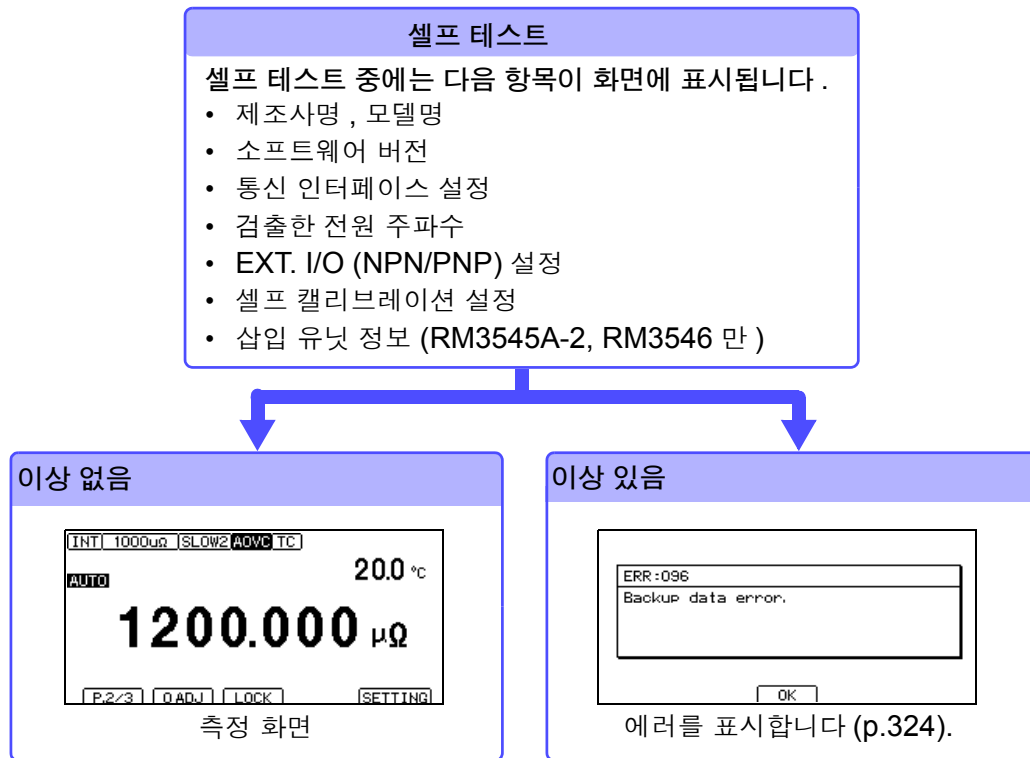 셀프 테스트
셀프 테스트 중에는 다음 항목이 화면에 표시됩니다 .
• 제조사명 , 모델명
• 소프트웨어 버전
• 통신 인터페이스 설정
• 검출한 전원 주파수
• EXT. I/O (NPN/PNP) 설정
• 셀프 캘리브레이션 설정
• 삽입 유닛 정보 (RM3545A-2, RM3546 만 )
이상 없음
INT 1000uΩ SLOW2 AOVC TC
20.0 ℃
AUTO
1200.000 μΩ
P.2/3 0 ADJ LOCK SETTING
측정 화면
이상 있음
ERR:096
Backup data error.
OK
에러를 표시합니다 (p.324).